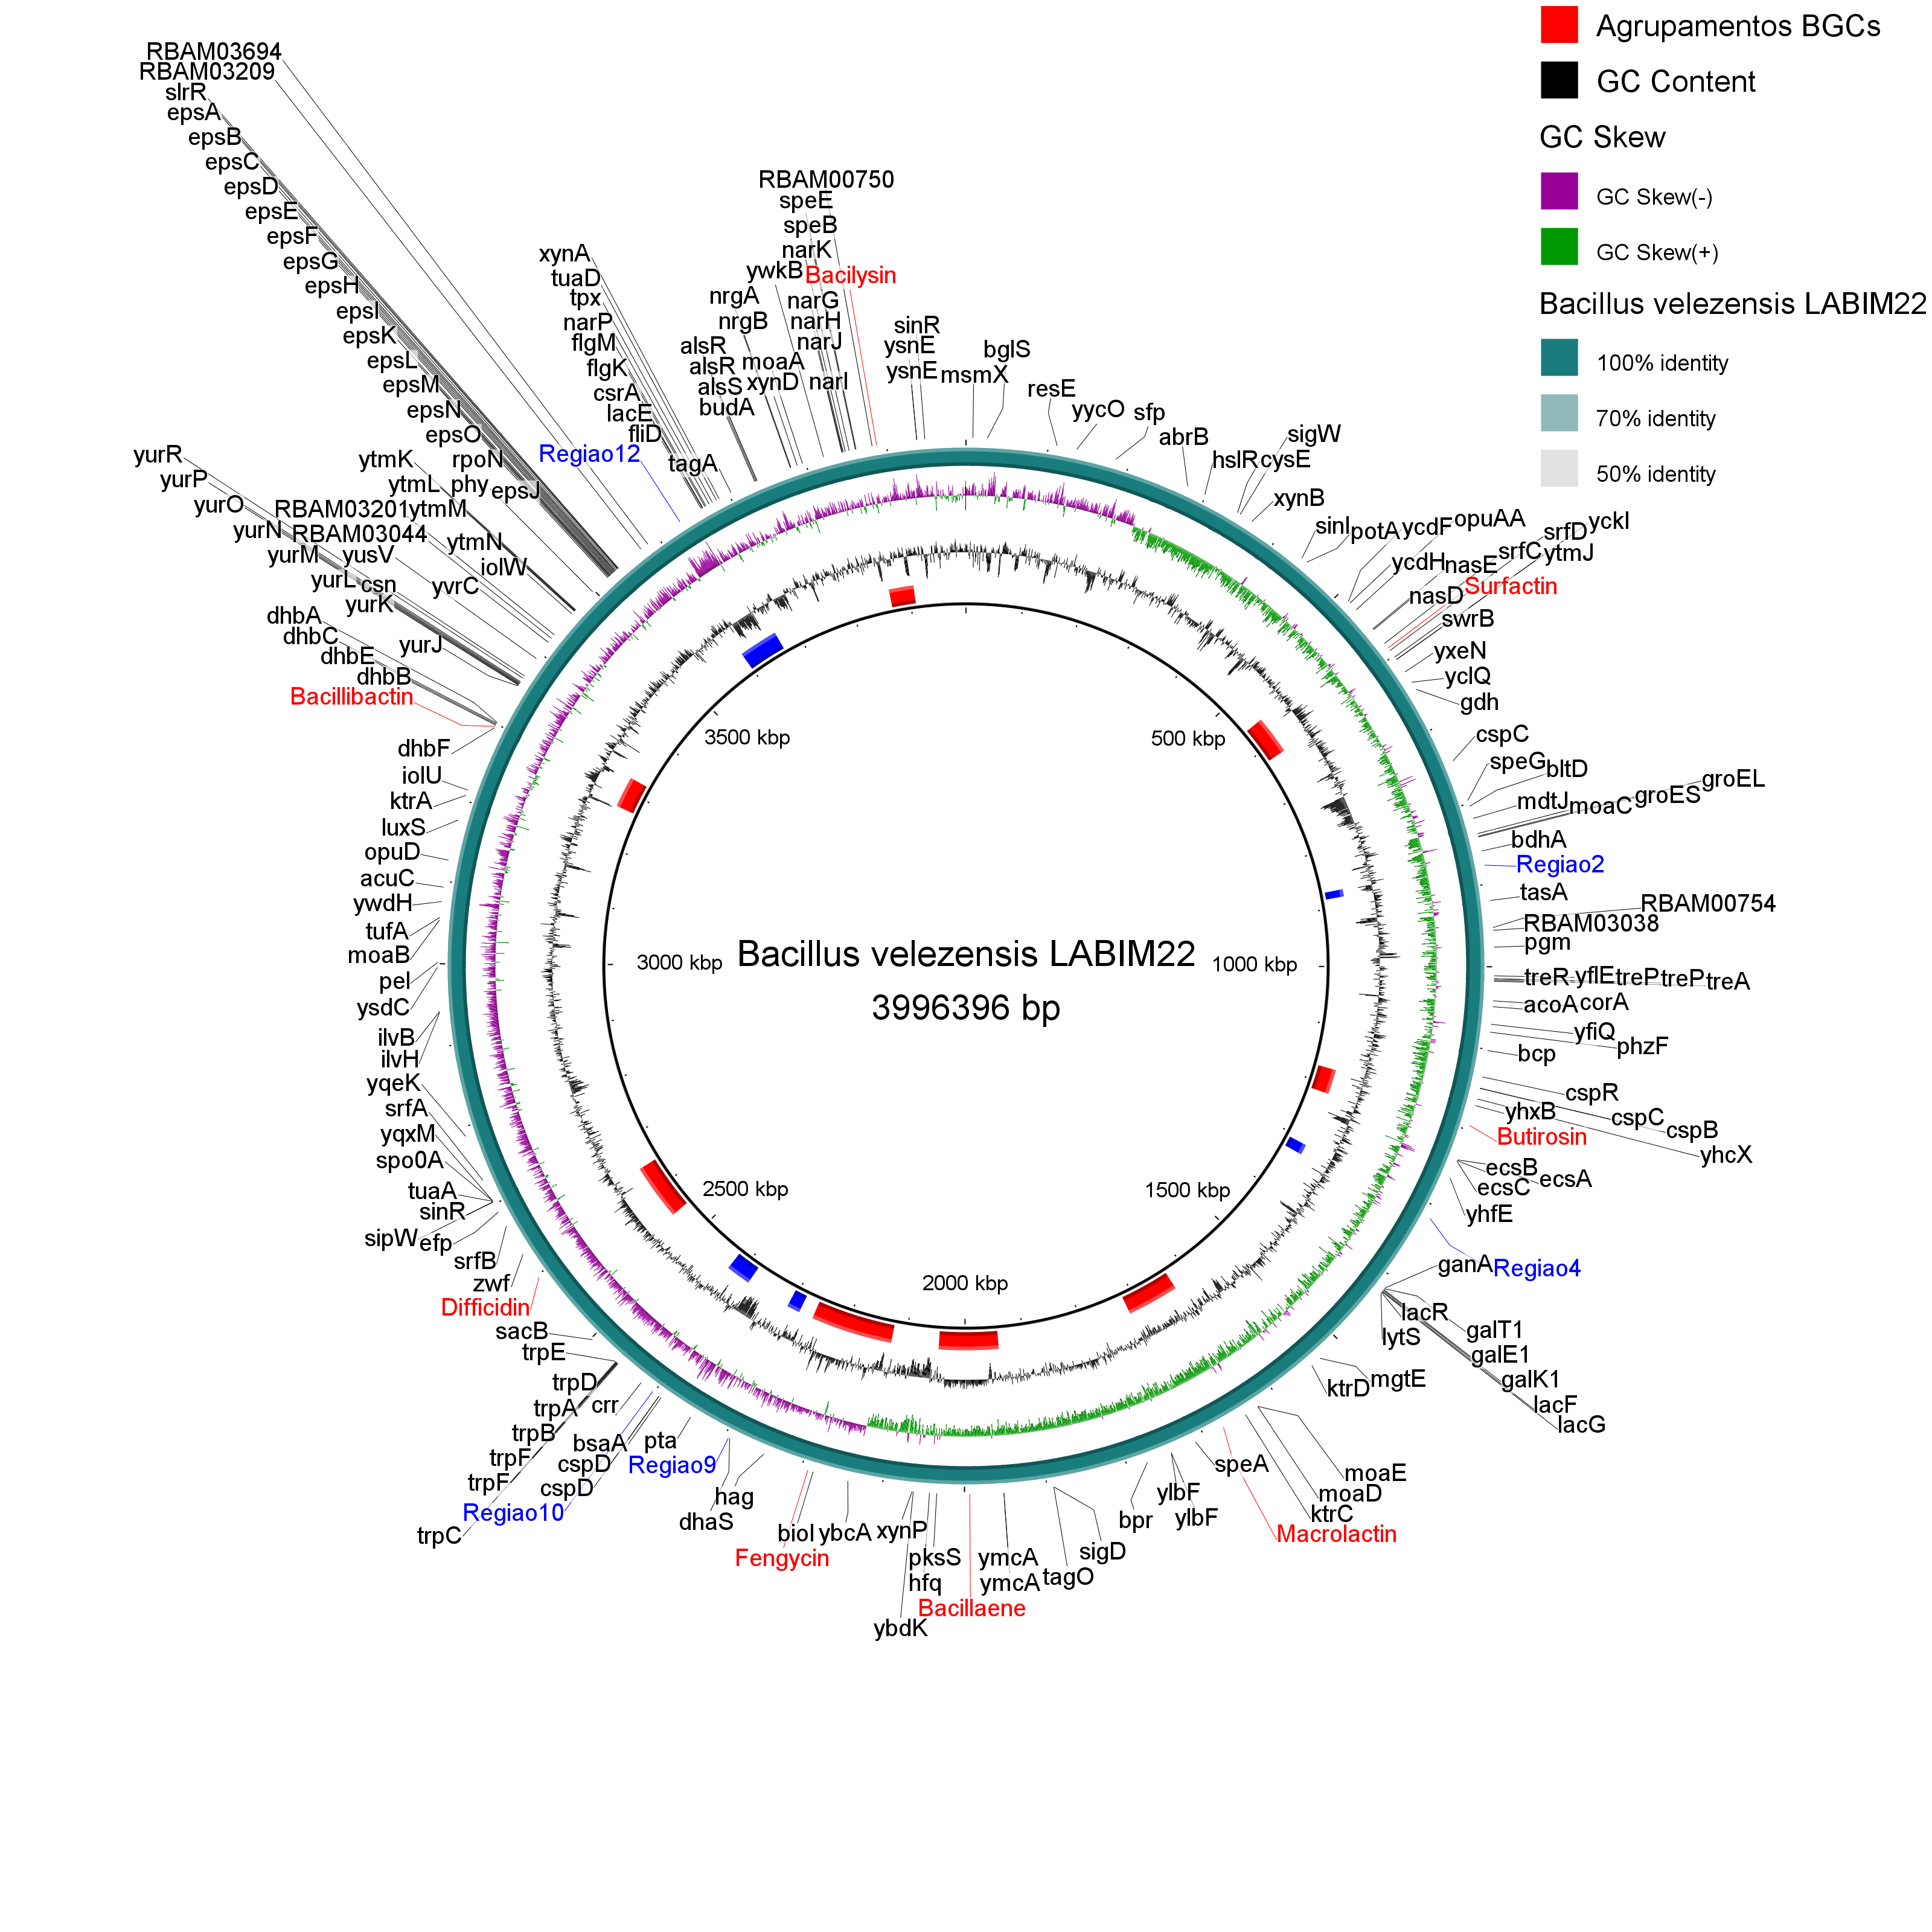 Agrupamentos BGCs
GC Content
GC Skew
GC Skew(-)
GC Skew(+)
Bacillus velezensis LABIM22
100% identity
70% identity
50% identity
RBAM03694
RBAM03209
slrR
epsA
epsB
epsC
epsD
epsE
epsF
epsG
epsH
epsI
epsK
epsL
epsM
epsN
epsO
rpoN
phy
epsJ
ytmK
ytmL
RBAM03201
ytmM
RBAM03044
ytmN
yusV
iolW
yvrC
yurR
yurP
yurO
yurN
yurM
yurL
csn
yurK
yurJ
dhbA
dhbC
dhbE
dhbB
Bacillibactin
dhbF
iolU
ktrA
luxS
opuD
acuC
ywdH
tufA
moaB
pel
ysdC
ilvB
ilvH
yqeK
srfA
yqxM
spo0A
tuaA
sinR
sipW
efp
srfB
zwf
Difficidin
sacB
trpE
trpD
trpA
crr
trpB
trpF
trpF
trpC
bsaA
cspD
cspD
Regiao10
pta
Regiao9
hag
dhaS
bioI
Fengycin
ybcA
xynP
pksS
hfq
ybdK
Bacillaene
ymcA
ymcA
tagO
sigD
bpr
ylbF
ylbF
speA
Macrolactin
ktrC
moaD
moaE
ktrD
mgtE
lytS
lacR
galT1
galE1
galK1
lacF
lacG
ganA
Regiao4
yhfE
ecsC
ecsB
ecsA
Butirosin
yhxB
cspC
cspB
yhcX
cspR
bcp
phzF
yfiQ
acoA
corA
treR
yflE
treP
treP
treA
pgm
RBAM03038
RBAM00754
tasA
Regiao2
bdhA
mdtJ
moaC
groES
groEL
bltD
speG
cspC
gdh
yclQ
yxeN
swrB
Surfactin
nasD
nasE
ycdH
srfC
ytmJ
srfD
yckI
opuAA
ycdF
potA
sinI
xynB
cysE
hslR
sigW
abrB
sfp
yycO
resE
bglS
msmX
sinR
ysnE
ysnE
Bacilysin
RBAM00750
speE
speB
narK
ywkB
narG
narH
narJ
narI
nrgA
nrgB
moaA
xynD
alsR
alsR
alsS
budA
xynA
tuaD
tpx
narP
flgM
flgK
csrA
lacE
fliD
tagA
Regiao12
500 kbp
1000 kbp
1500 kbp
2000 kbp
2500 kbp
3000 kbp
3500 kbp
Bacillus velezensis LABIM22
3996396 bp